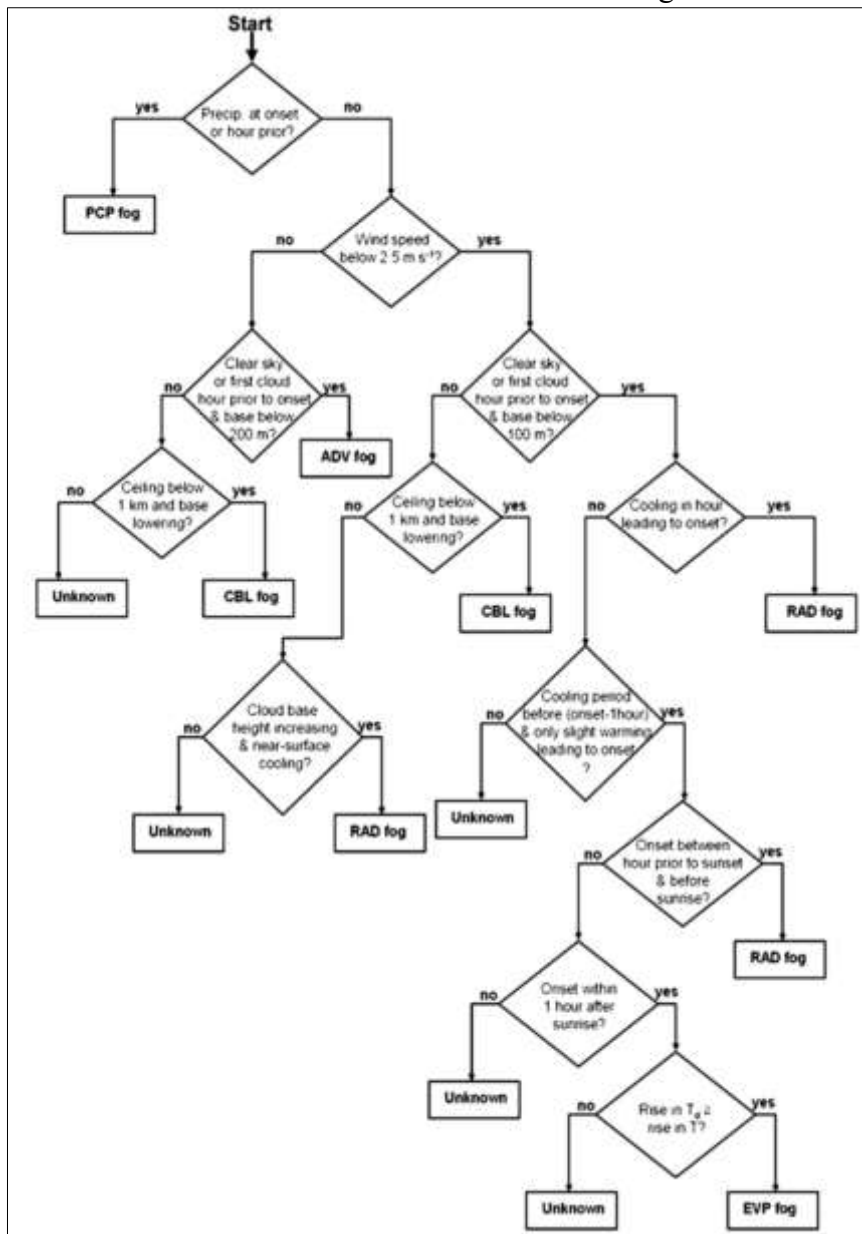 Start
yes
no
Precip. at onset
or hour prior?
PCP fog
no
yes
Wind speed
below 2 5 m s⁻¹?
Clear sky
or first cloud
hour prior to onset
& base below
200 m?
no
yes
Clear sky
or first cloud
hour prior to onset
& base below
100 m?
no
yes
ADV fog
Ceiling below
1 km and base
lowering?
no
yes
Ceiling below
1 km and base
lowering?
no
yes
Cooling in hour
leading to onset?
no
yes
Unknown
CBL fog
CBL fog
RAD fog
Cloud base
height increasing
& near-surface
cooling?
no
yes
Cooling period
before (onset-1hour)
& only slight warming
leading to onset
?
no
yes
Unknown
RAD fog
Unknown
Onset between
hour prior to sunset
& before
sunrise?
no
yes
RAD fog
Onset within
1 hour after
sunrise?
no
yes
Unknown
Rise in Td ≥
rise in T?
no
yes
Unknown
EVP fog